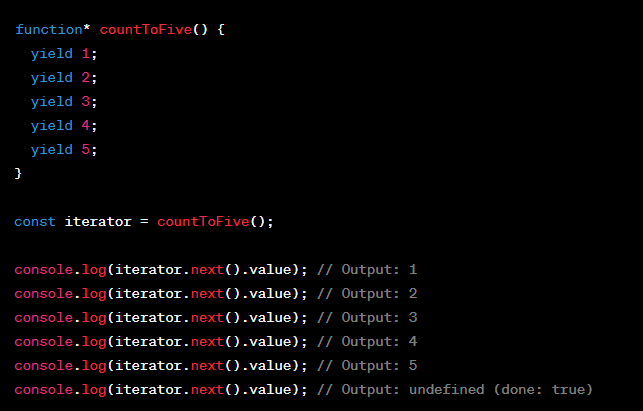 function* countToFive() {
  yield 1;
  yield 2;
  yield 3;
  yield 4;
  yield 5;
}

const iterator = countToFive();

console.log(iterator.next().value); // Output: 1
console.log(iterator.next().value); // Output: 2
console.log(iterator.next().value); // Output: 3
console.log(iterator.next().value); // Output: 4
console.log(iterator.next().value); // Output: 5
console.log(iterator.next().value); // Output: undefined (done: true)